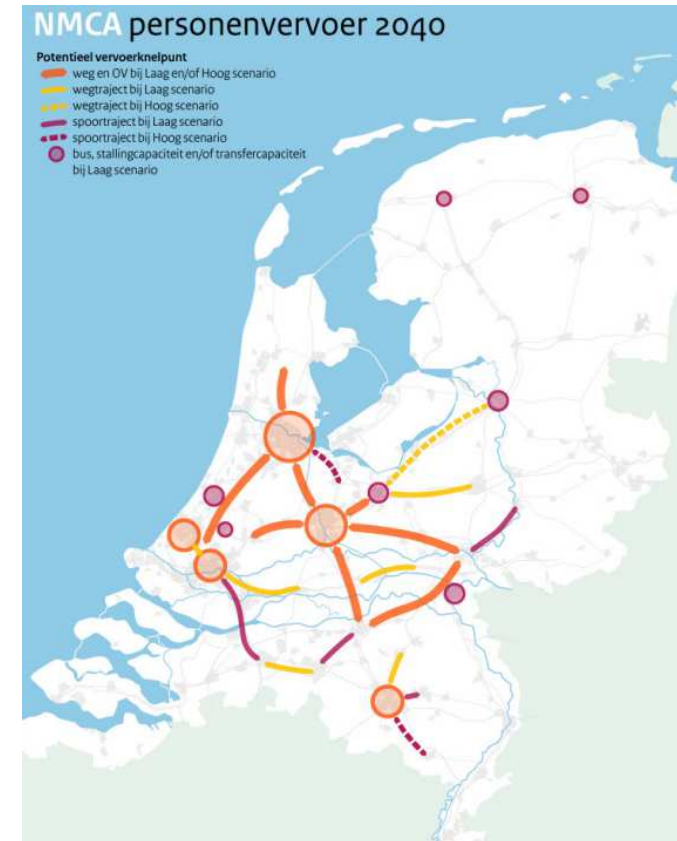 NMCA personenvervoer 2040
Potentieel vervoerknelpunt
weg en OV bij Laag en/of Hoog scenario
wegtraject bij Laag scenario
wegtraject bij Hoog scenario
spoortraject bij Laag scenario
spoortraject bij Hoog scenario
bus, stallingcapaciteit en/of transfercapaciteit
bij Laag scenario